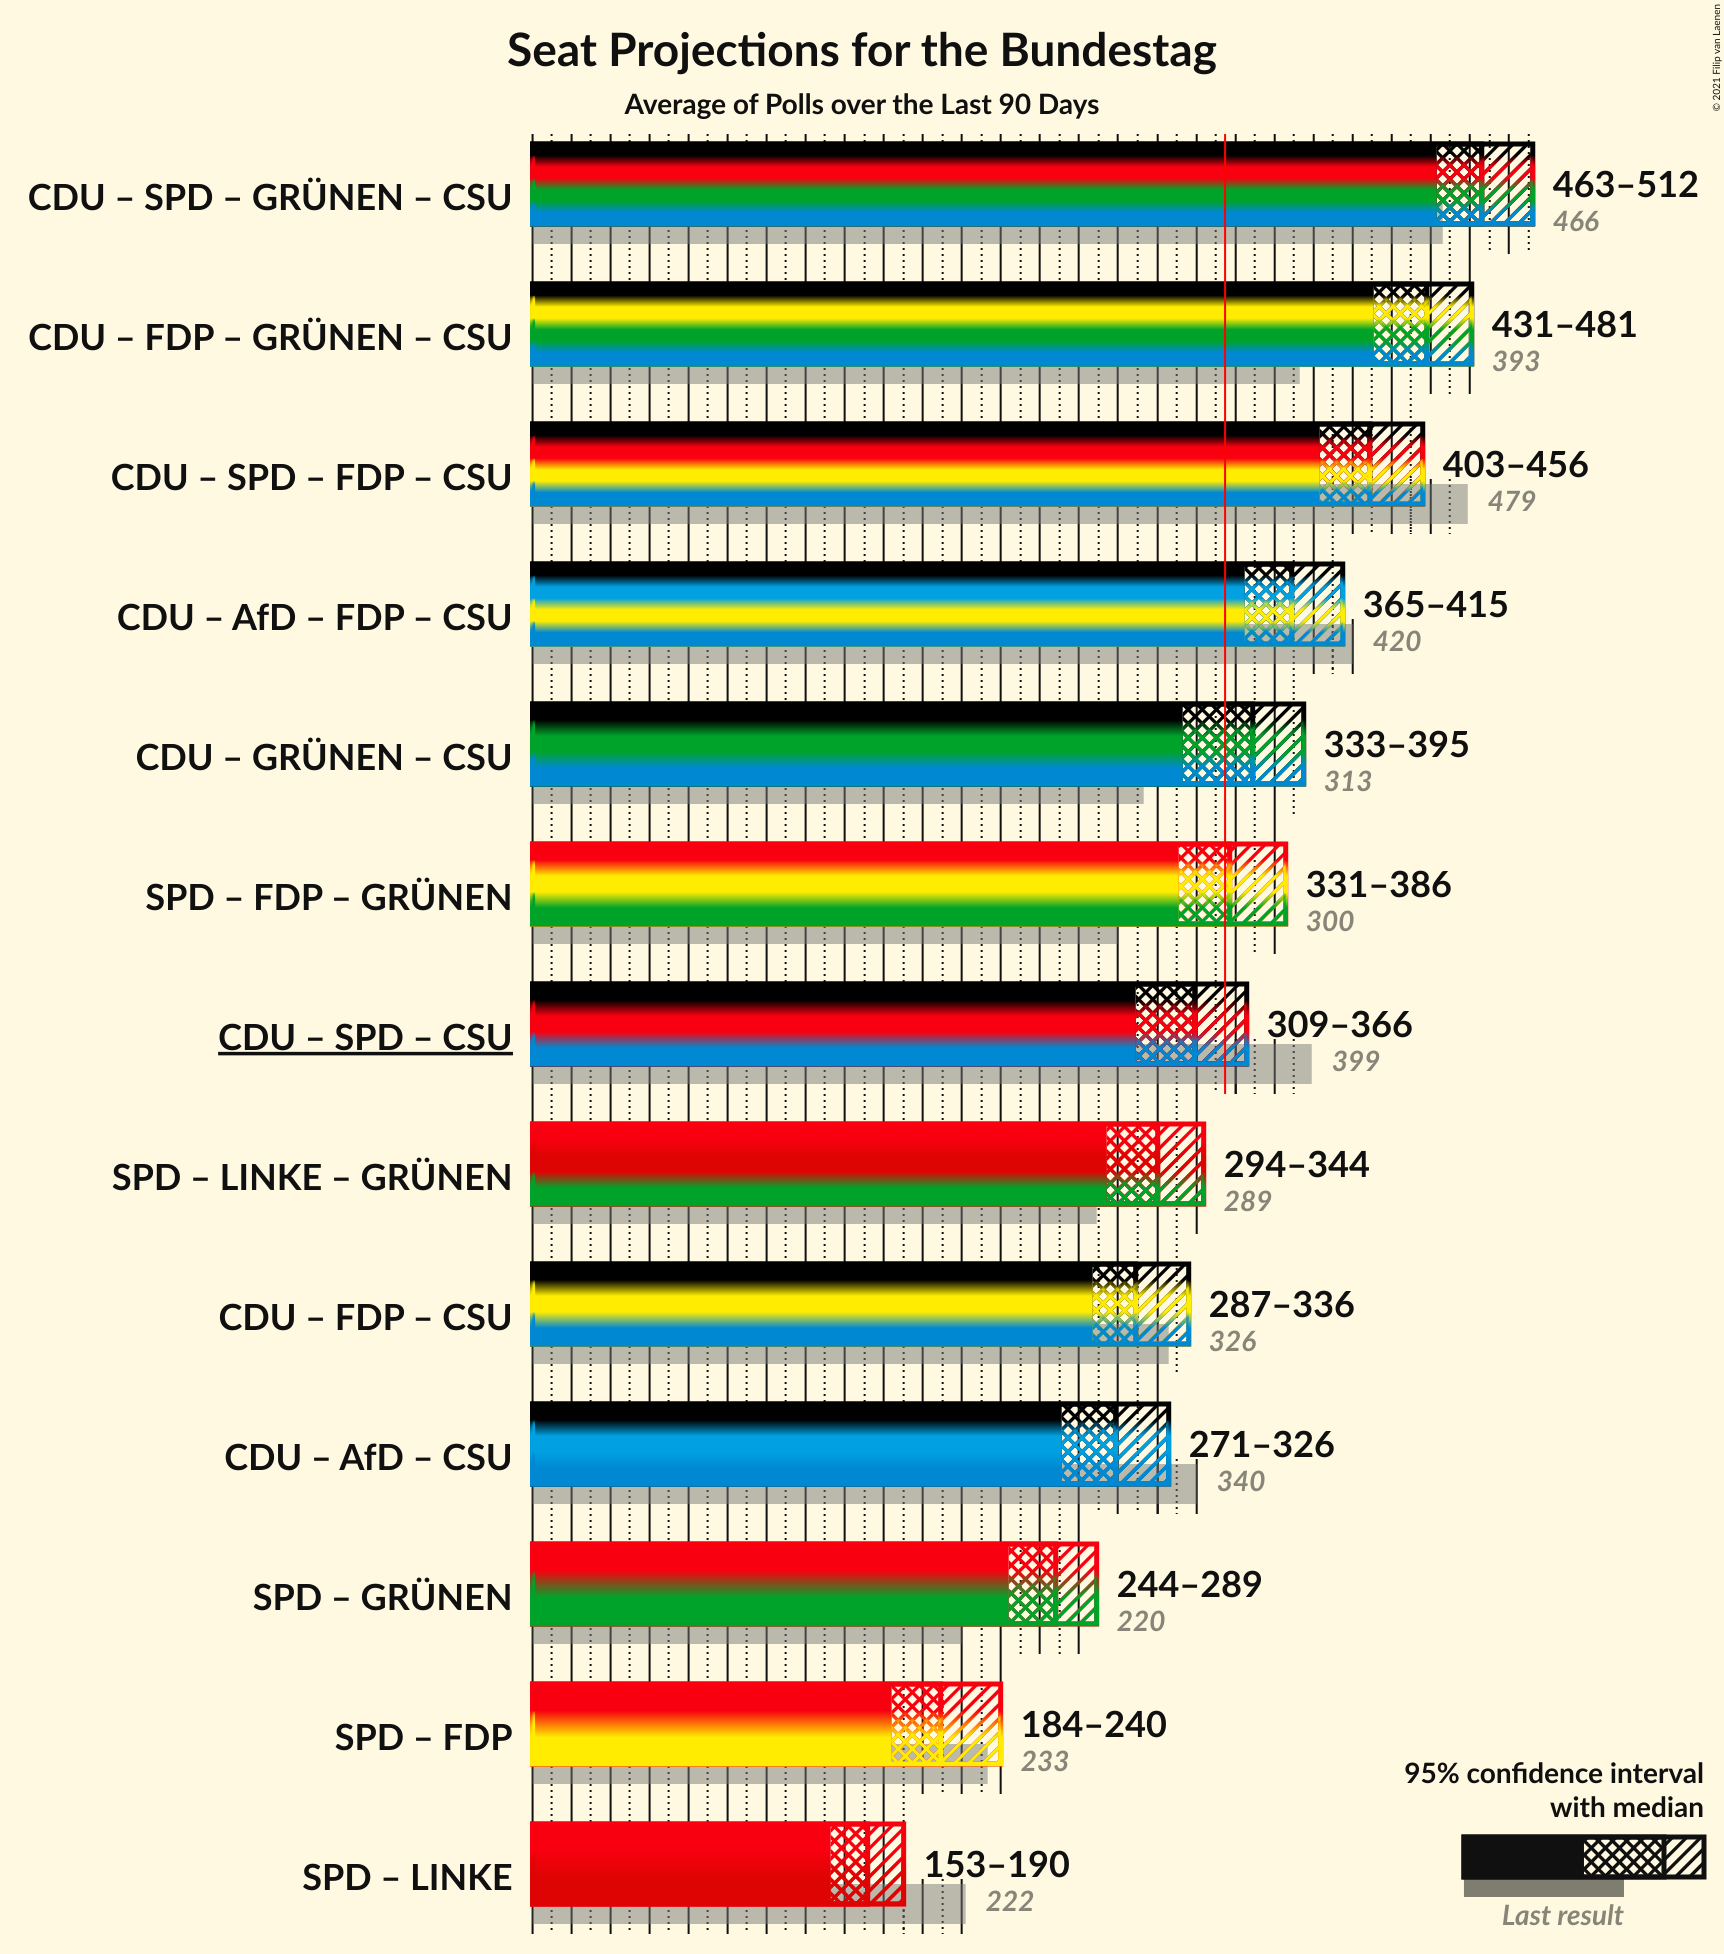 Seat Projections for the Bundestag
Average of Polls over the Last 90 Days
© 2021 Filip van Laenen
CDU – SPD – GRÜNEN – CSU
463–512
466
CDU – FDP – GRÜNEN – CSU
431–481
393
CDU – SPD – FDP – CSU
403–456
479
CDU – AfD – FDP – CSU
365–415
420
CDU – GRÜNEN – CSU
333–395
313
SPD – FDP – GRÜNEN
331–386
300
CDU – SPD – CSU
309–366
399
SPD – LINKE – GRÜNEN
294–344
289
CDU – FDP – CSU
287–336
326
CDU – AfD – CSU
271–326
340
SPD – GRÜNEN
244–289
220
SPD – FDP
184–240
233
SPD – LINKE
153–190
222
95% confidence interval
with median
Last result